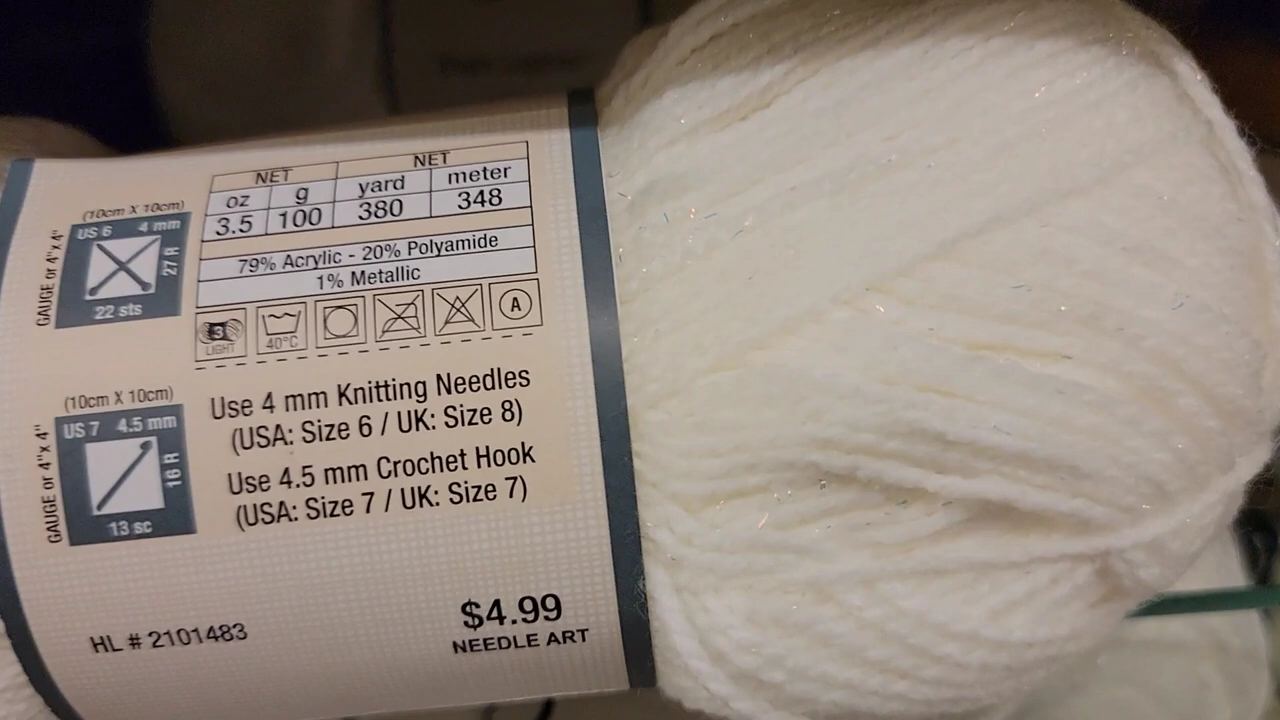 NET NET
oz g yard meter
3.5 100 380 348
79% Acrylic - 20% Polyamide
1% Metallic
(10cm X 10cm)
GAUGE or 4"x 4"
US 6 4 mm
27 R
22 sts
3
LIGHT
40°C
A
Use 4 mm Knitting Needles
(USA: Size 6 / UK: Size 8)
Use 4.5 mm Crochet Hook
(USA: Size 7 / UK: Size 7)
(10cm X 10cm)
GAUGE or 4"x 4"
US 7 4.5 mm
16 R
13 sc
$4.99
NEEDLE ART
HL # 2101483